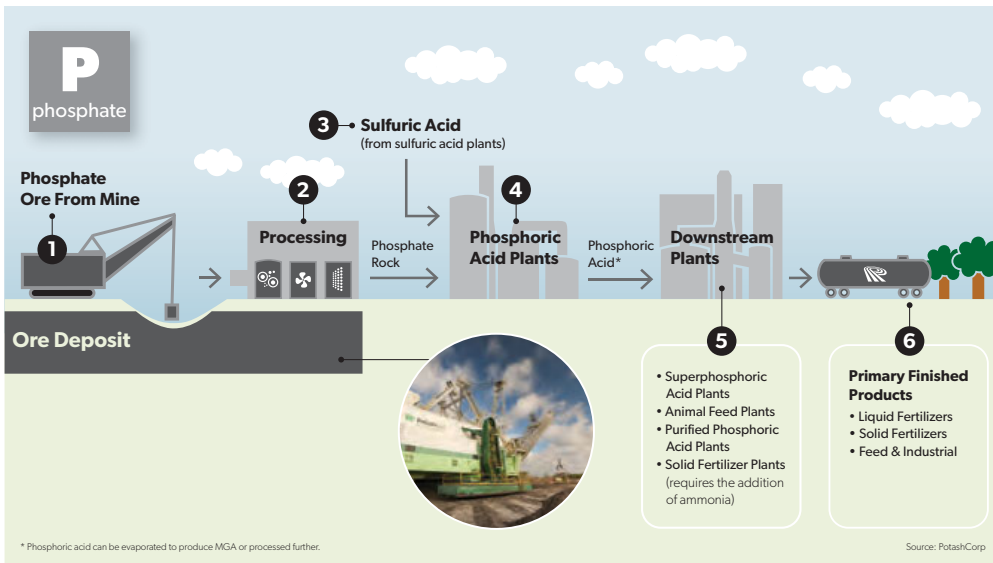 P
phosphate
3
Sulfuric Acid
(from sulfuric acid plants)
Phosphate
Ore From Mine
1
2
Processing
Phosphate
Rock
4
Phosphoric
Acid Plants
Phosphoric
Acid*
Downstream
Plants
Ore Deposit
5
• Superphosphoric
Acid Plants
• Animal Feed Plants
• Purified Phosphoric
Acid Plants
• Solid Fertilizer Plants
(requires the addition
of ammonia)
6
Primary Finished
Products
• Liquid Fertilizers
• Solid Fertilizers
• Feed & Industrial
* Phosphoric acid can be evaporated to produce MGA or processed further.
Source: PotashCorp